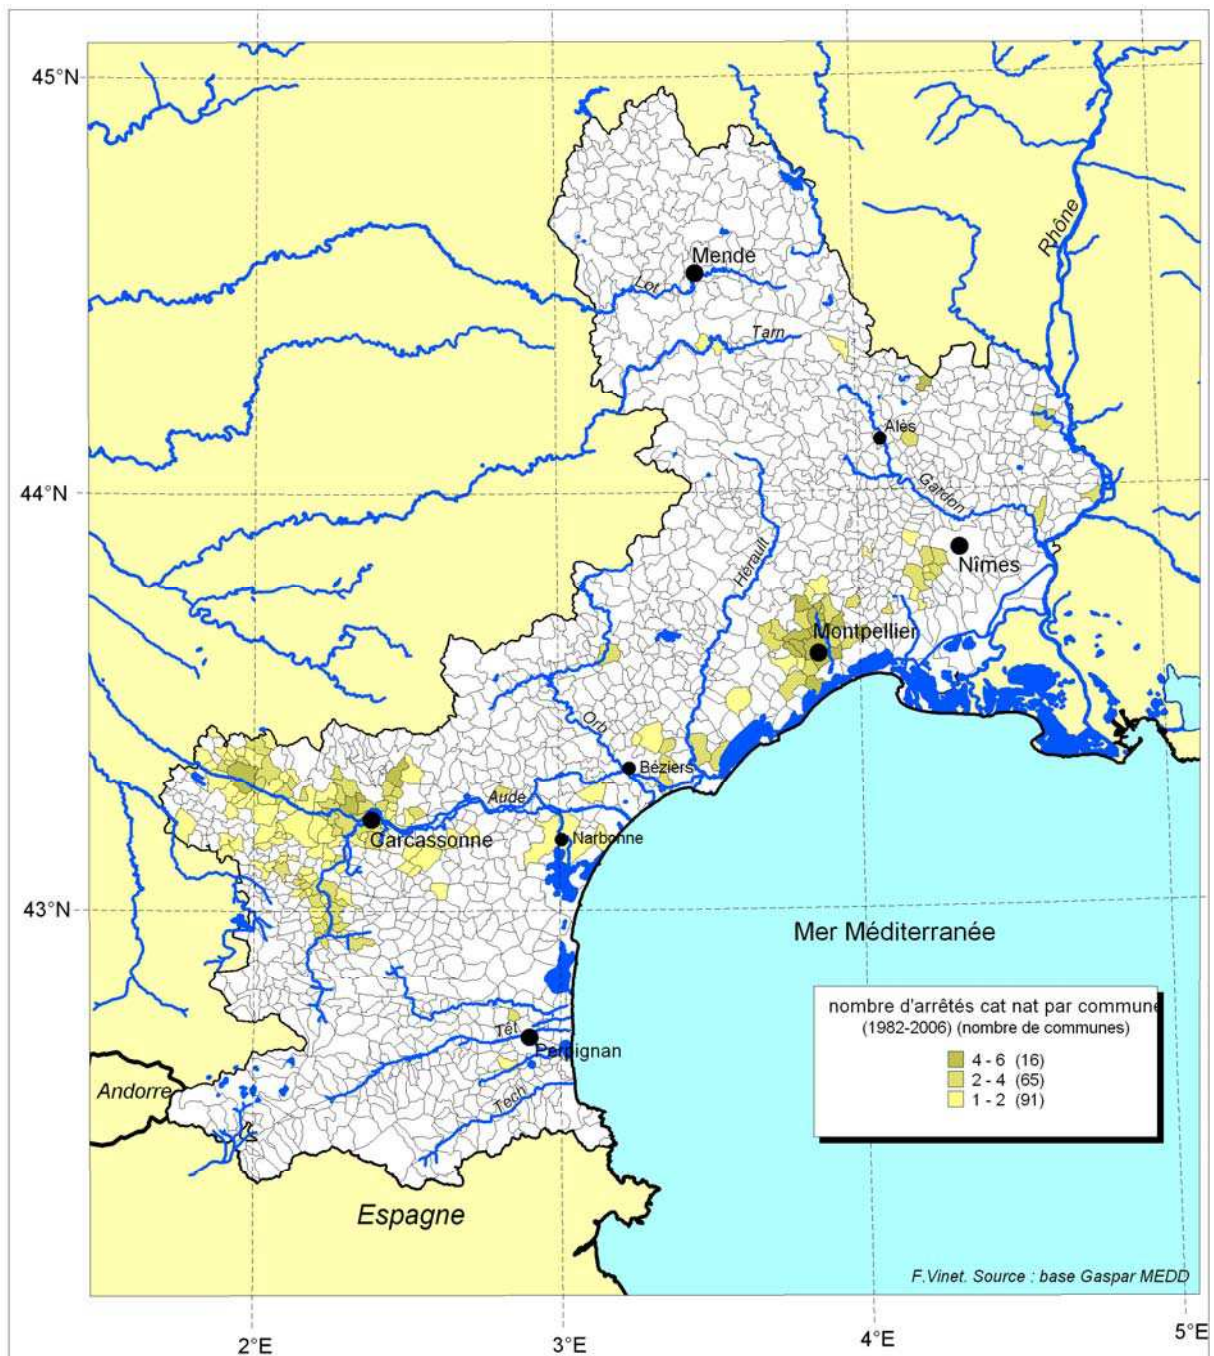 45°N
Rhône
Mende
Lot
Tarn
Alès
44°N
Gardon
Nîmes
Hérault
Montpellier
Orb
Béziers
Aude
Carcassonne
Narbonne
43°N
Mer Méditerranée
nombre d'arrêtés cat nat par commune
(1982-2006) (nombre de communes)
4 - 6 (16)
2 - 4 (65)
1 - 2 (91)
Têt
Perpignan
Andorre
Tech
Espagne
F.Vinet. Source : base Gaspar MEDD
2°E
3°E
4°E
5°E